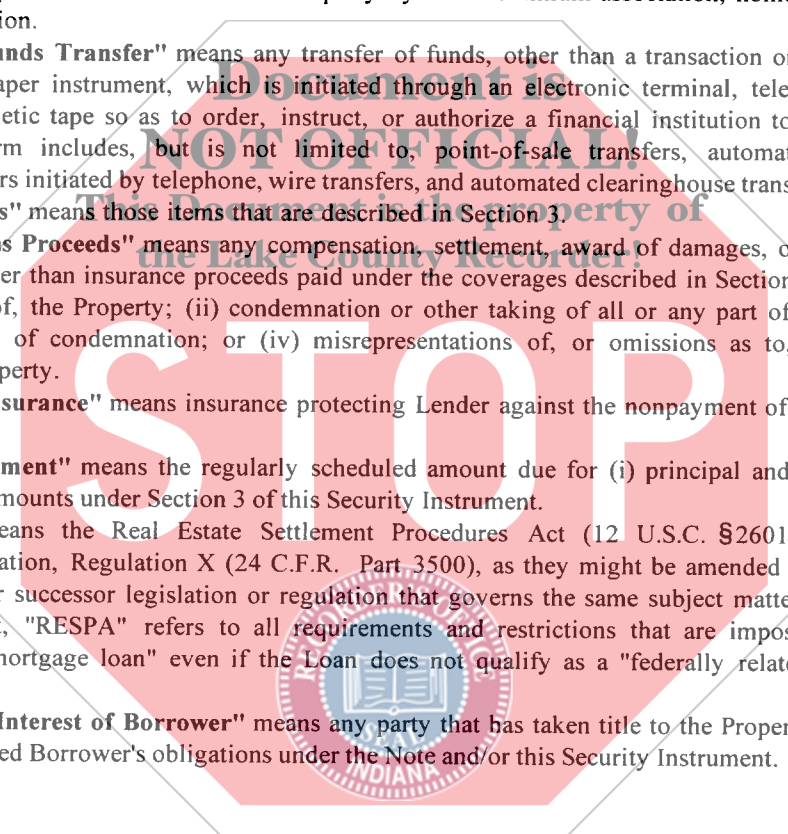 ion.
unds Transfer" means any transfer of funds, other than a transaction o
aper instrument, which is initiated through an electronic terminal, tele
etic tape so as to order, instruct, or authorize a financial institution to
rm includes, but is not limited to, point-of-sale transfers, automa
rs initiated by telephone, wire transfers, and automated clearinghouse trans
s" means those items that are described in Section 3.
s Proceeds" means any compensation, settlement, award of damages, o
er than insurance proceeds paid under the coverages described in Section
of, the Property; (ii) condemnation or other taking of all or any part of
of condemnation; or (iv) misrepresentations of, or omissions as to,
perty.
surance" means insurance protecting Lender against the nonpayment of
ment" means the regularly scheduled amount due for (i) principal and
mounts under Section 3 of this Security Instrument.
eans the Real Estate Settlement Procedures Act (12 U.S.C. §2601
ation, Regulation X (24 C.F.R. Part 3500), as they might be amended
r successor legislation or regulation that governs the same subject matte
, "RESPA" refers to all requirements and restrictions that are impos
mortgage loan" even if the Loan does not qualify as a "federally relat
Interest of Borrower" means any party that has taken title to the Proper
ed Borrower's obligations under the Note and/or this Security Instrument.
Document is
NOT OFFICIAL!
This Document is the property of
the Lake County Recorder!
STOP
SEAL
INDIANA